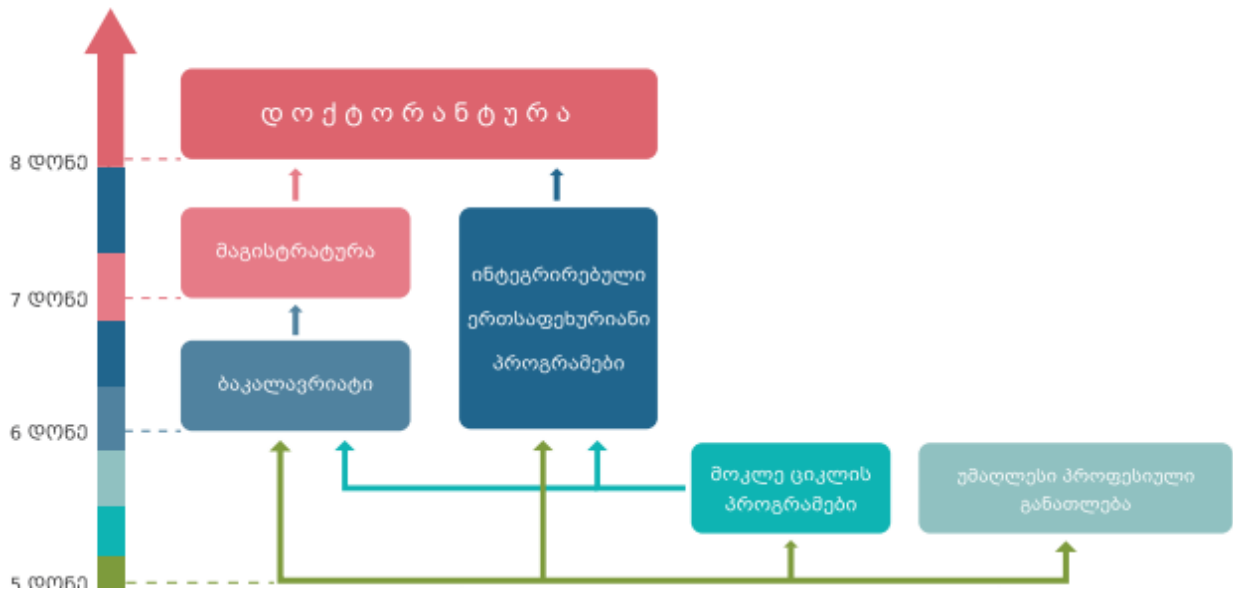 დოქტორანტურა
8 დონე
მაგისტრატურა
ინტეგრირებული
ერთსაფეხურიანი
პროგრამები
7 დონე
ბაკალავრიატი
6 დონე
მოკლე ციკლის
პროგრამები
უმაღლესი პროფესიული
განათლება
5 დონე